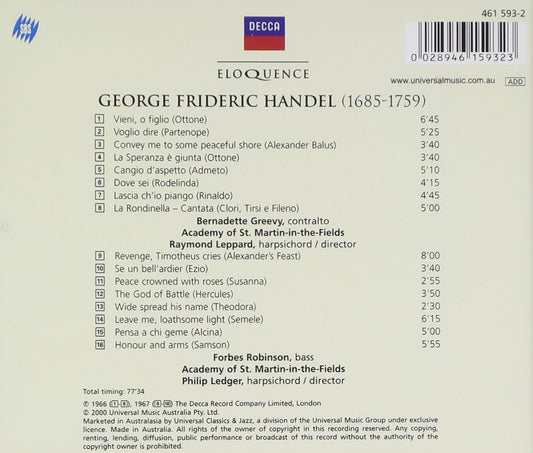 SBS
DECCA
461 593-2
0 028946 159323
ELOQUENCE
www.universalmusic.com.au ADD
GEORGE FRIDERIC HANDEL (1685-1759)
1 Vieni, o figlio (Ottone) 6'45
2 Voglio dire (Partenope) 5'25
3 Convey me to some peaceful shore (Alexander Balus) 3'40
4 La Speranza è giunta (Ottone) 3'40
5 Cangio d'aspetto (Admeto) 5'10
6 Dove sei (Rodelinda) 4'15
7 Lascia ch'io piango (Rinaldo) 4'45
8 La Rondinella – Cantata (Clori, Tirsi e Fileno) 5'00
Bernadette Greevy, contralto
Academy of St. Martin-in-the-Fields
Raymond Leppard, harpsichord / director
9 Revenge, Timotheus cries (Alexander's Feast) 8'00
10 Se un bell'ardier (Ezio) 3'40
11 Peace crowned with roses (Susanna) 2'55
12 The God of Battle (Hercules) 3'50
13 Wide spread his name (Theodora) 2'30
14 Leave me, loathsome light (Semele) 6'15
15 Pensa a chi geme (Alcina) 5'00
16 Honour and arms (Samson) 5'55
Forbes Robinson, bass
Academy of St. Martin-in-the-Fields
Philip Ledger, harpsichord / director
Total timing: 77'34
℗ 1966 (1-8), 1967 (9-16) The Decca Record Company Limited, London
© 2000 Universal Music Australia Pty. Ltd.
Marketed in Australasia by Universal Classics & Jazz, a division of the Universal Music Group under exclusive
licence. Made in Australia. All rights of the owner of copyright in this recording reserved. Any copying,
renting, lending, diffusion, public performance or broadcast of this record without the authority of the
copyright owner is prohibited.